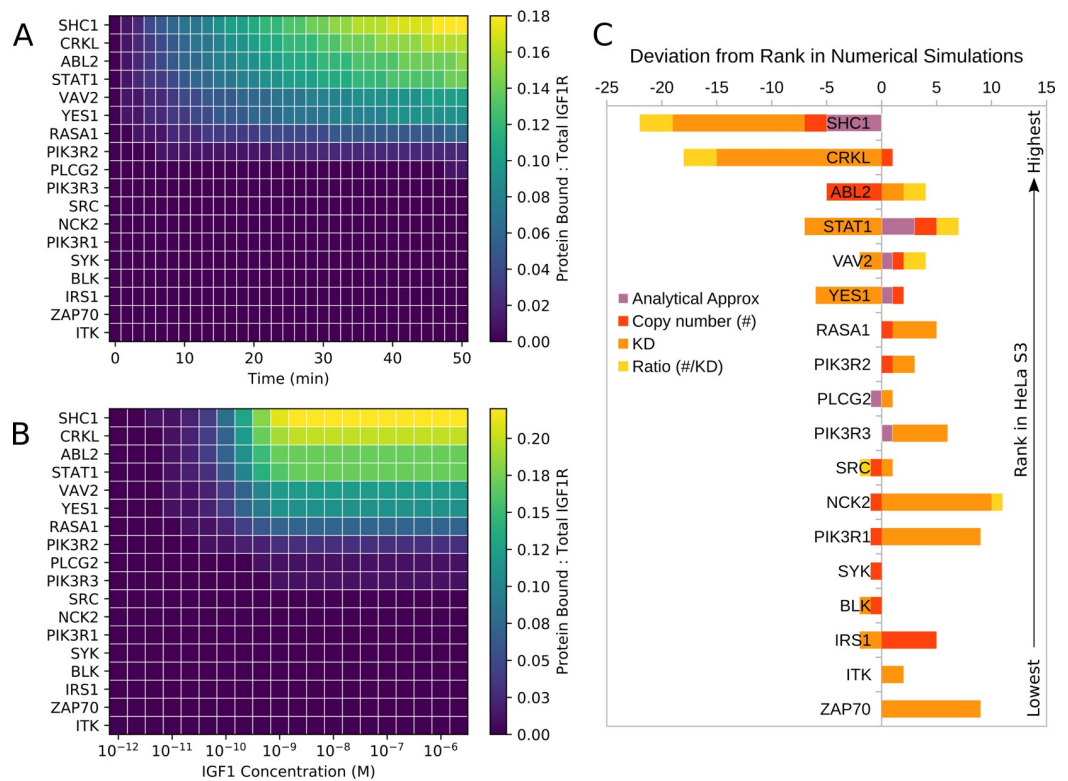 A
SHC1
CRKL
ABL2
STAT1
VAV2
YES1
RASA1
PIK3R2
PLCG2
PIK3R3
SRC
NCK2
PIK3R1
SYK
BLK
IRS1
ZAP70
ITK
0 10 20 30 40 50
Time (min)
0.18
0.16
0.14
0.12
0.10
0.08
0.06
0.04
0.02
0.00
Protein Bound : Total IGF1R
B
SHC1
CRKL
ABL2
STAT1
VAV2
YES1
RASA1
PIK3R2
PLCG2
PIK3R3
SRC
NCK2
PIK3R1
SYK
BLK
IRS1
ZAP70
ITK
10⁻¹² 10⁻¹¹ 10⁻¹⁰ 10⁻⁹ 10⁻⁸ 10⁻⁷ 10⁻⁶
IGF1 Concentration (M)
0.20
0.18
0.15
0.12
0.10
0.08
0.05
0.03
0.00
Protein Bound : Total IGF1R
C
Deviation from Rank in Numerical Simulations
-25 -20 -15 -10 -5 0 5 10 15
SHC1
CRKL
ABL2
STAT1
VAV2
YES1
RASA1
PIK3R2
PLCG2
PIK3R3
SRC
NCK2
PIK3R1
SYK
BLK
IRS1
ITK
ZAP70
Analytical Approx
Copy number (#)
KD
Ratio (#/KD)
Highest
Rank in HeLa S3
Lowest